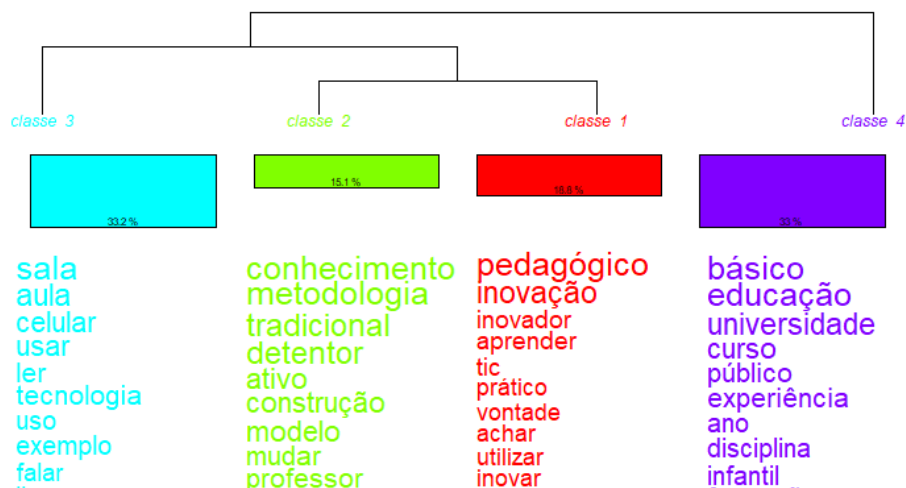 classe 3
classe 2
classe 1
classe 4
33.2 %
15.1 %
18.8 %
33 %
sala
aula
celular
usar
ler
tecnologia
uso
exemplo
falar
conhecimento
metodologia
tradicional
detentor
ativo
construção
modelo
mudar
professor
pedagógico
inovação
inovador
aprender
tic
prático
vontade
achar
utilizar
inovar
básico
educação
universidade
curso
público
experiência
ano
disciplina
infantil